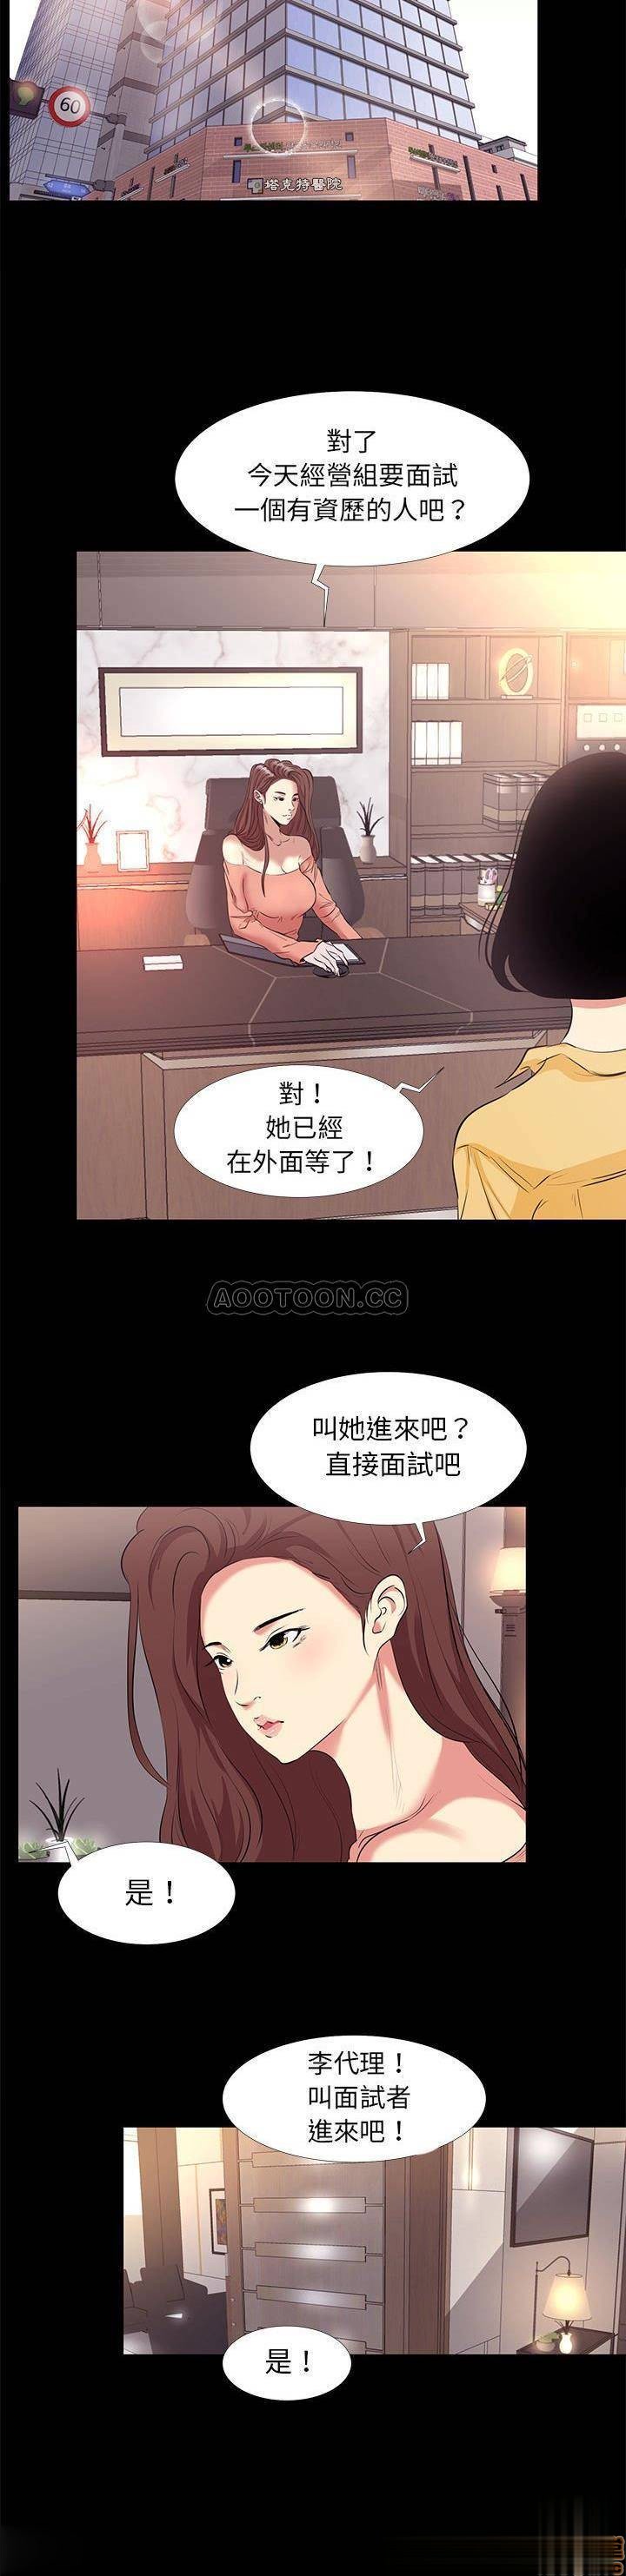 60
塔克特醫院
對了
今天經營組要面試
一個有資歷的人吧？
對！
她已經
在外面等了！
AOOTOON.CC
叫她進來吧？
直接面試吧
是！
李代理！
叫面試者
進來吧！
是！